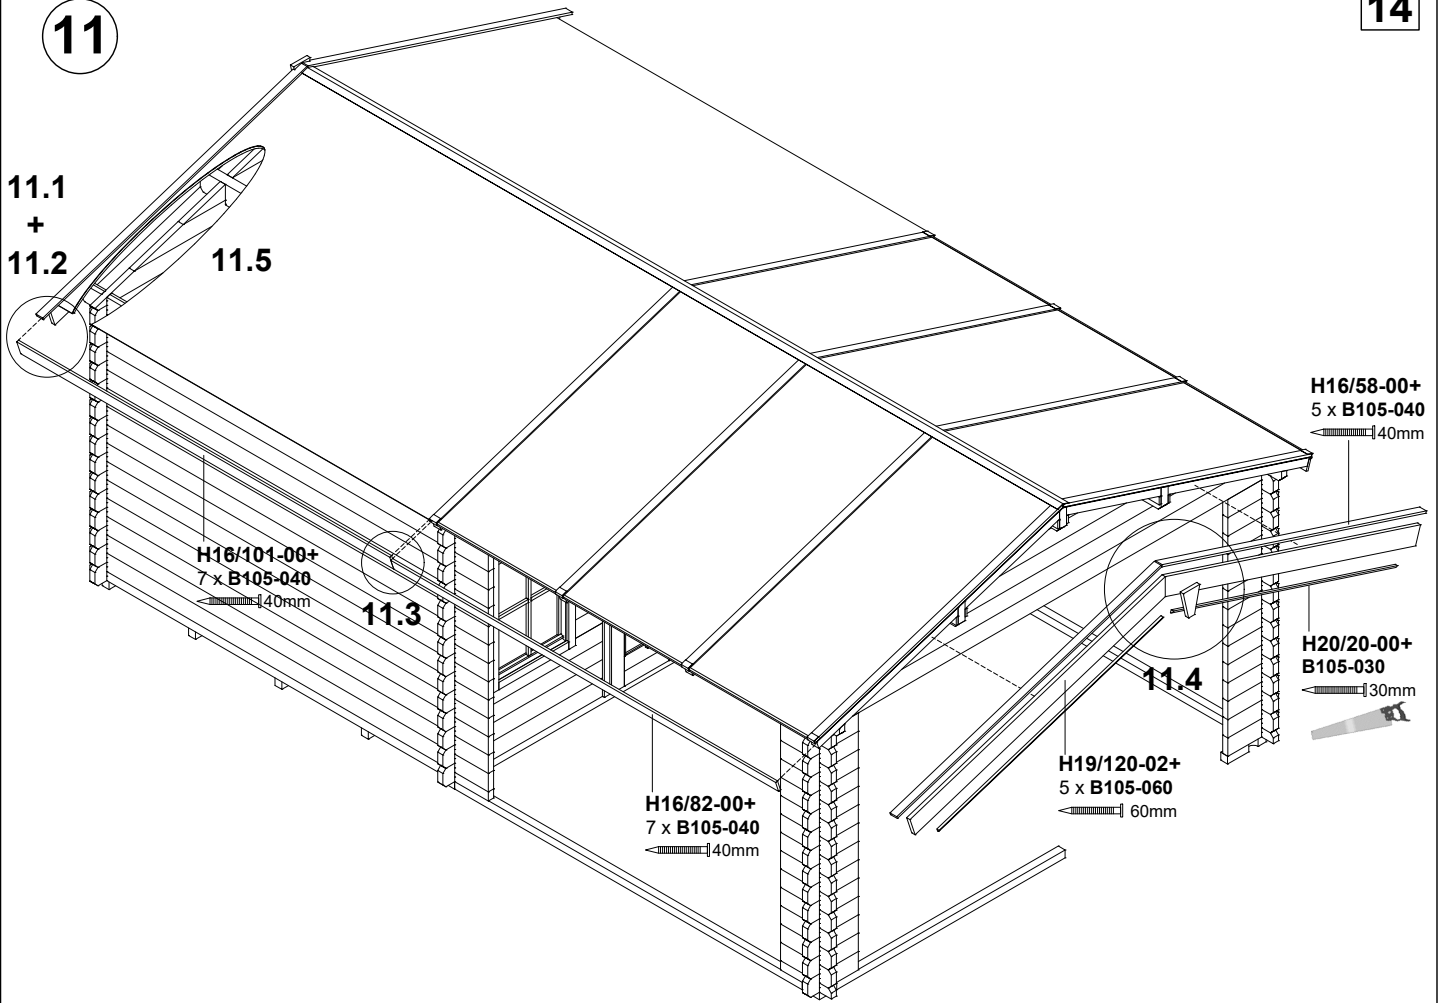 11
14
11.1
+
11.2
11.5
H16/58-00+
5 x B105-040
40mm
H16/101-00+
7 x B105-040
40mm
11.3
H20/20-00+
B105-030
30mm
11.4
H19/120-02+
5 x B105-060
60mm
H16/82-00+
7 x B105-040
40mm